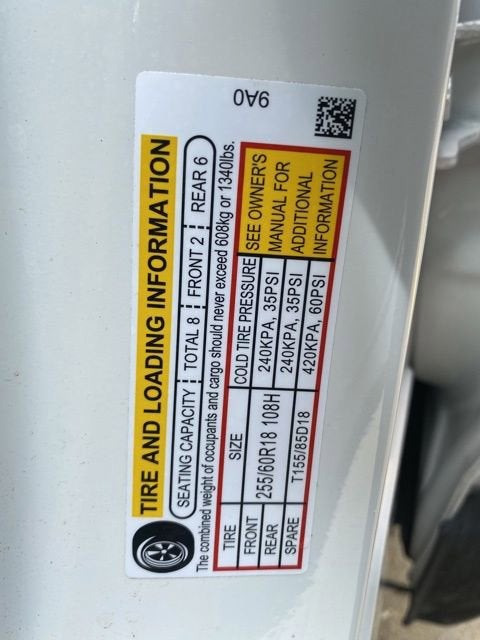 9A0
TIRE AND LOADING INFORMATION
SEATING CAPACITY TOTAL 8 FRONT 2 REAR 6
The combined weight of occupants and cargo should never exceed 608kg or 1340lbs.
TIRE SIZE COLD TIRE PRESSURE SEE OWNER'S
FRONT 255/60R18 108H 240KPA, 35PSI MANUAL FOR
REAR 240KPA, 35PSI ADDITIONAL
SPARE T155/85D18 420KPA, 60PSI INFORMATION